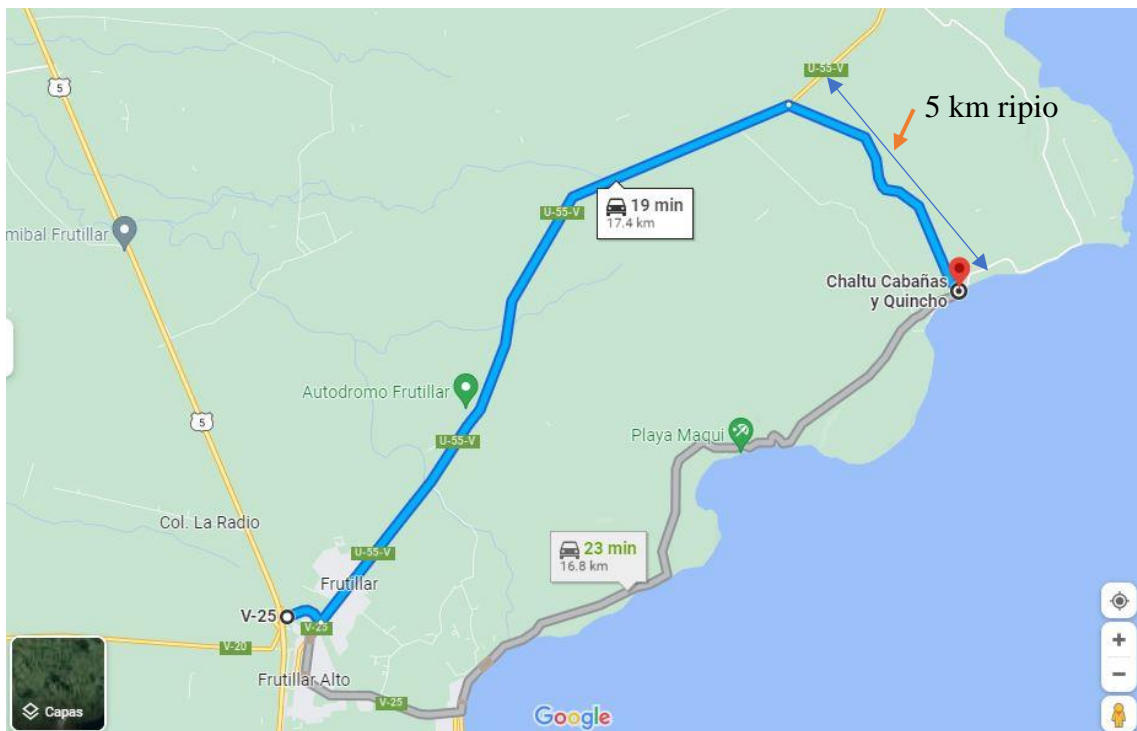 U-55-V
5
5 km ripio
19 min
17.4 km
U-55-V
mibal Frutillar
Chaltu Cabañas
y Quincho
Autodromo Frutillar
5
U-55-V
Playa Maqui
Col. La Radio
23 min
16.8 km
U-55-V
Frutillar
V-25
V-25
V-20
Frutillar Alto
V-25
Capas
Google